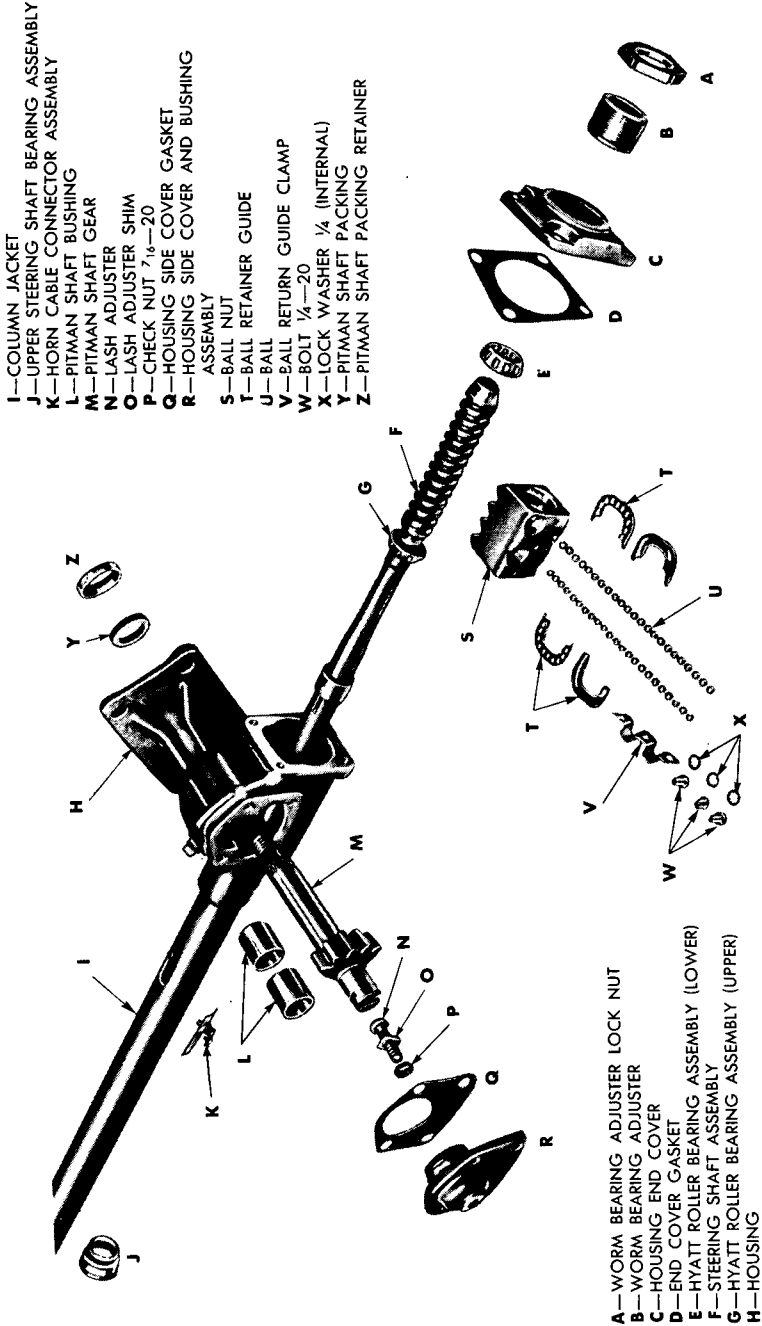 A—WORM BEARING ADJUSTER LOCK NUT
B—WORM BEARING ADJUSTER
C—HOUSING END COVER
D—END COVER GASKET
E—HYATT ROLLER BEARING ASSEMBLY (LOWER)
F—STEERING SHAFT ASSEMBLY
G—HYATT ROLLER BEARING ASSEMBLY (UPPER)
H—HOUSING
I—COLUMN JACKET
J—UPPER STEERING SHAFT BEARING ASSEMBLY
K—HORN CABLE CONNECTOR ASSEMBLY
L—PITMAN SHAFT BUSHING
M—PITMAN SHAFT GEAR
N—LASH ADJUSTER
O—LASH ADJUSTER SHIM
P—CHECK NUT 7⁄16—20
Q—HOUSING SIDE COVER GASKET
R—HOUSING SIDE COVER AND BUSHING
ASSEMBLY
S—BALL NUT
T—BALL RETAINER GUIDE
U—BALL
V—BALL RETURN GUIDE CLAMP
W—BOLT ¼—20
X—LOCK WASHER ¼ (INTERNAL)
Y—PITMAN SHAFT PACKING
Z—PITMAN SHAFT PACKING RETAINER
A
B
C
D
E
F
G
H
I
J
K
L
M
N
O
P
Q
R
S
T
T
U
V
W
X
Y
Z